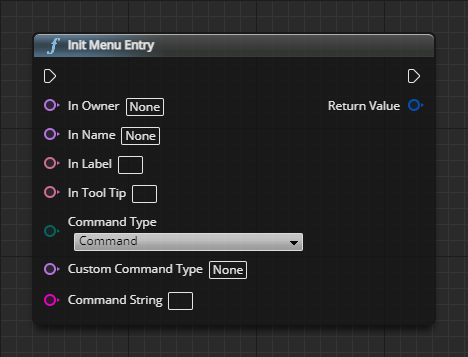 Init Menu Entry
In Owner None Return Value
In Name None
In Label
In Tool Tip
Command Type
Command
Custom Command Type None
Command String